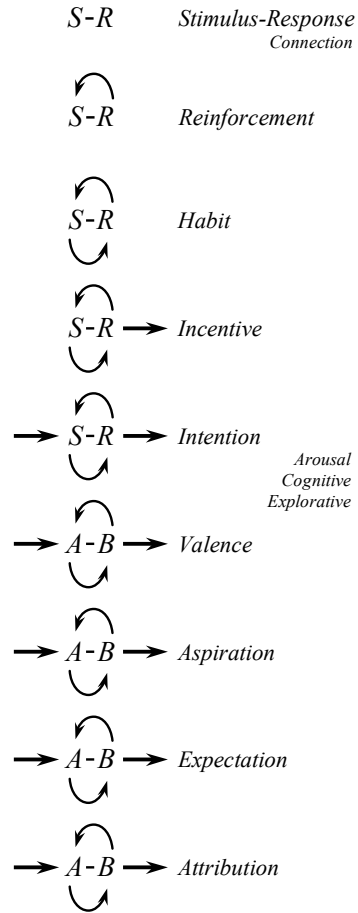 S-R Stimulus-Response
Connection
S-R Reinforcement
S-R Habit
S-R Incentive
S-R Intention
Arousal
Cognitive
Explorative
A-B Valence
A-B Aspiration
A-B Expectation
A-B Attribution